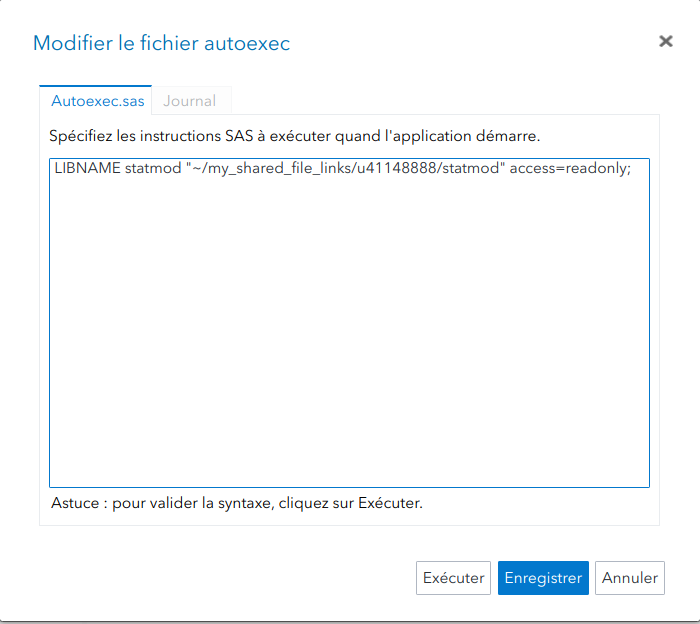 Modifier le fichier autoexec
Autoexec.sas Journal
Spécifiez les instructions SAS à exécuter quand l'application démarre.
LIBNAME statmod "~/my_shared_file_links/u41148888/statmod" access=readonly;
Astuce : pour valider la syntaxe, cliquez sur Exécuter.
Exécuter Enregistrer Annuler